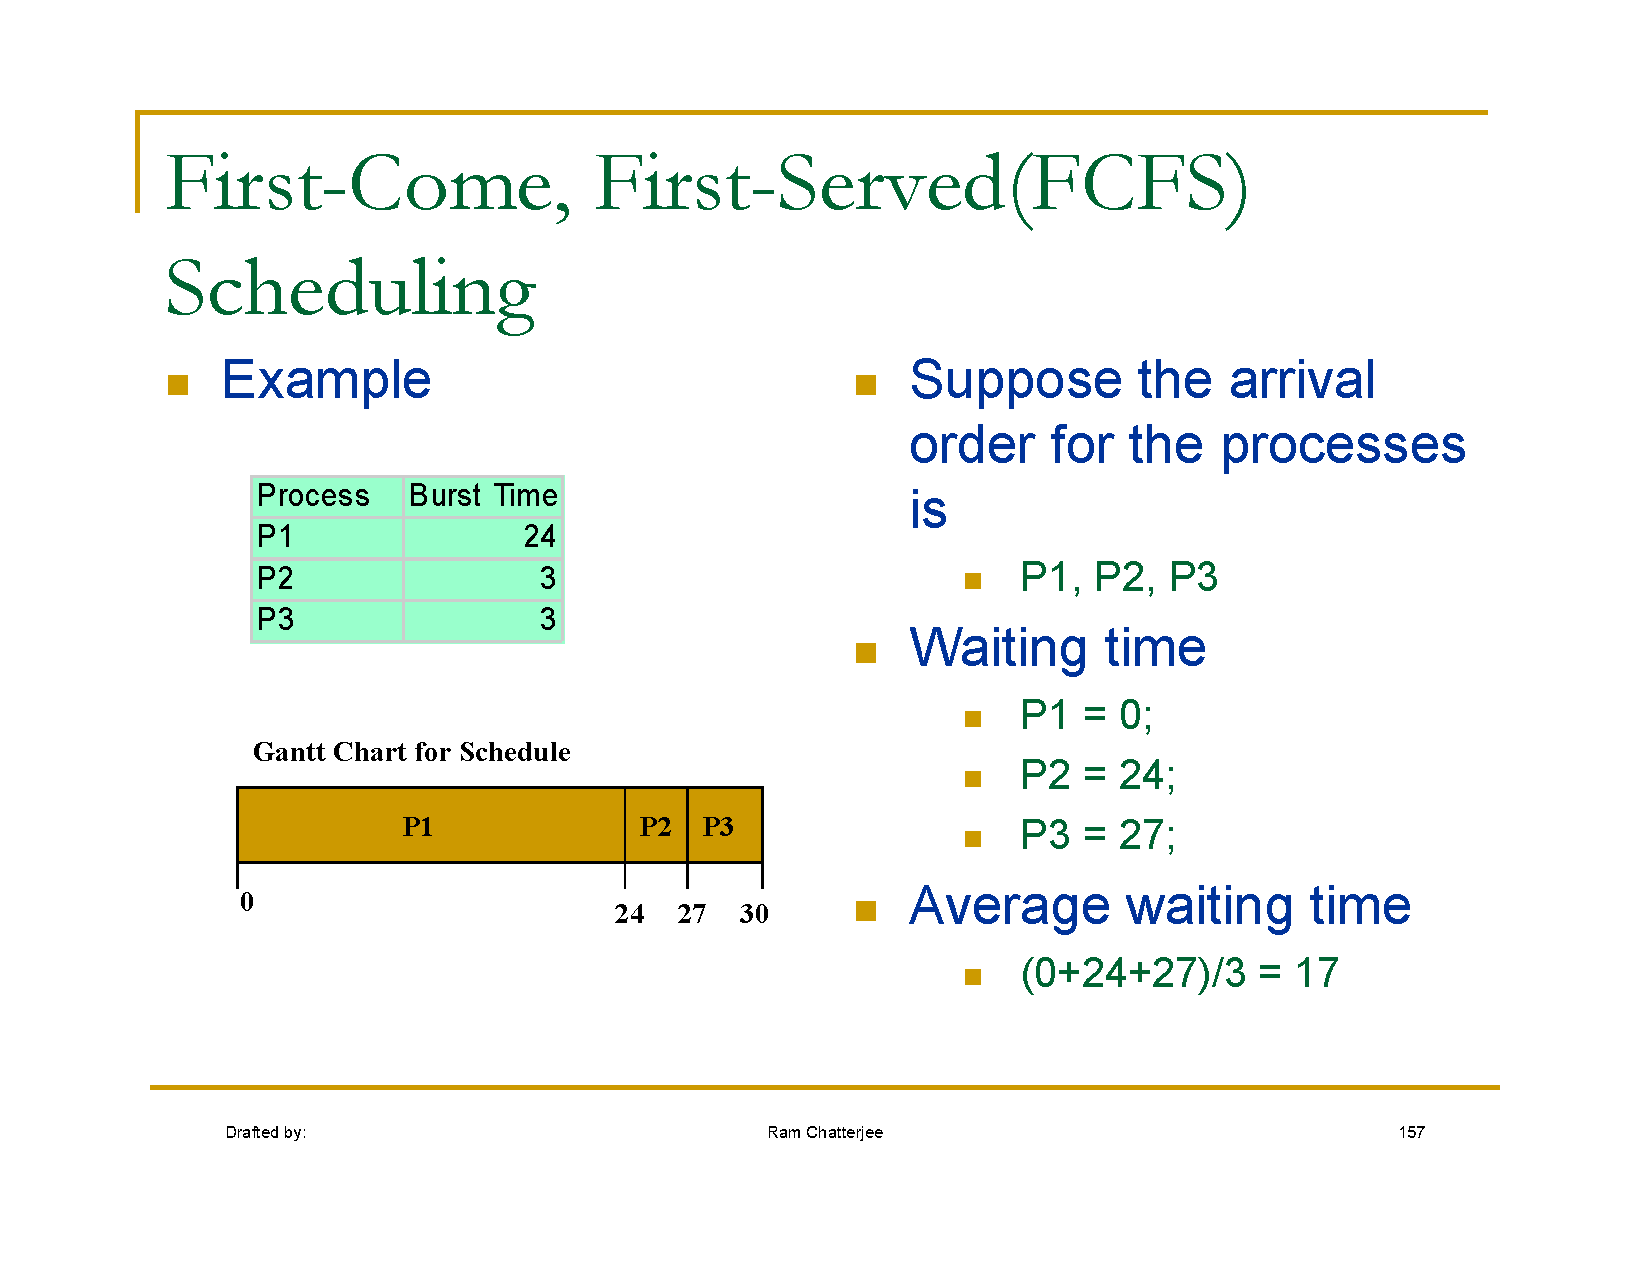 First-Come, First-Served(FCFS)
Scheduling
Example
Process Burst Time
P1 24
P2 3
P3 3
Gantt Chart for Schedule
P1 P2 P3
0 24 27 30
Suppose the arrival
order for the processes
is
P1, P2, P3
Waiting time
P1 = 0;
P2 = 24;
P3 = 27;
Average waiting time
(0+24+27)/3 = 17
Drafted by: Ram Chatterjee 157